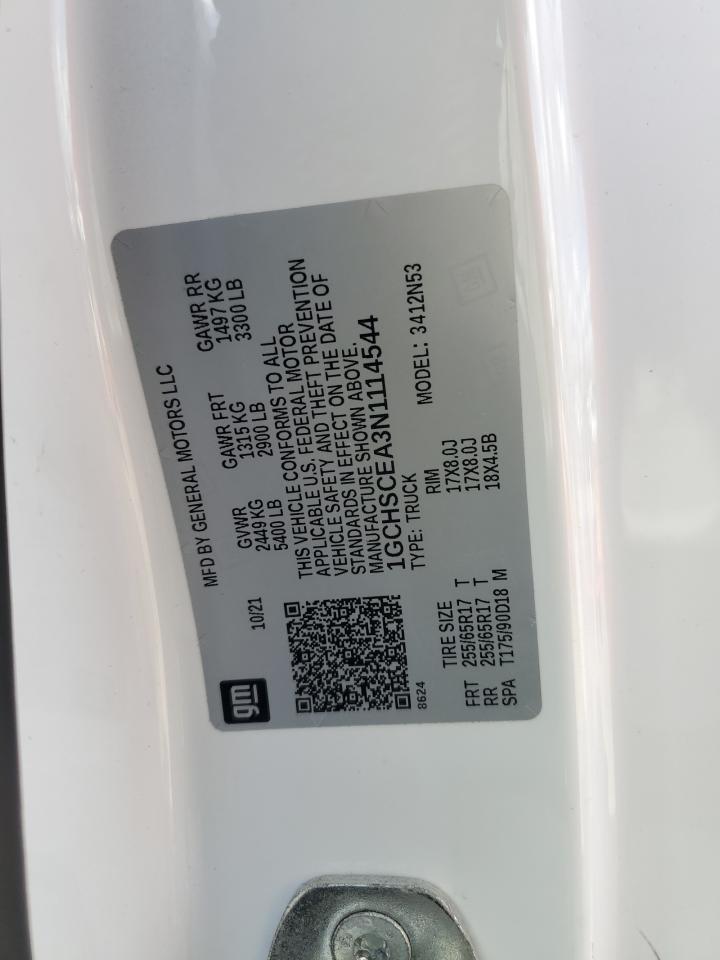 MFD BY GENERAL MOTORS LLC
gm
10/21
GVWR GAWR FRT GAWR RR
2449 KG 1315 KG 1497 KG
5400 LB 2900 LB 3300 LB
THIS VEHICLE CONFORMS TO ALL
APPLICABLE U.S. FEDERAL MOTOR
VEHICLE SAFETY AND THEFT PREVENTION
STANDARDS IN EFFECT ON THE DATE OF
MANUFACTURE SHOWN ABOVE.
1GCHSCEA3N1114544
8624
TYPE: TRUCK MODEL: 3412N53
TIRE SIZE RIM
FRT 255/65R17 T 17X8.0J
RR 255/65R17 T 17X8.0J
SPA T175/90D18 M 18X4.5B